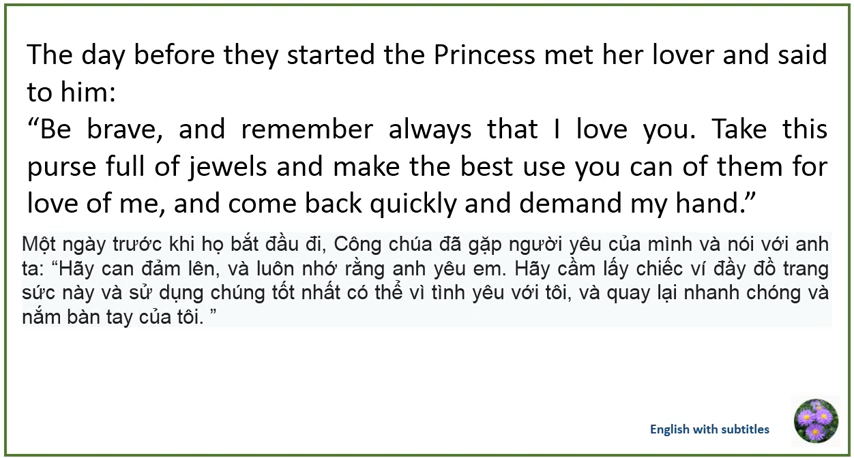 The day before they started the Princess met her lover and said
to him:
“Be brave, and remember always that I love you. Take this
purse full of jewels and make the best use you can of them for
love of me, and come back quickly and demand my hand.”
Một ngày trước khi họ bắt đầu đi, Công chúa đã gặp người yêu của mình và nói với anh
ta: “Hãy can đảm lên, và luôn nhớ rằng anh yêu em. Hãy cầm lấy chiếc ví đầy đồ trang
sức này và sử dụng chúng tốt nhất có thể vì tình yêu với tôi, và quay lại nhanh chóng và
nắm bàn tay của tôi. ”
English with subtitles